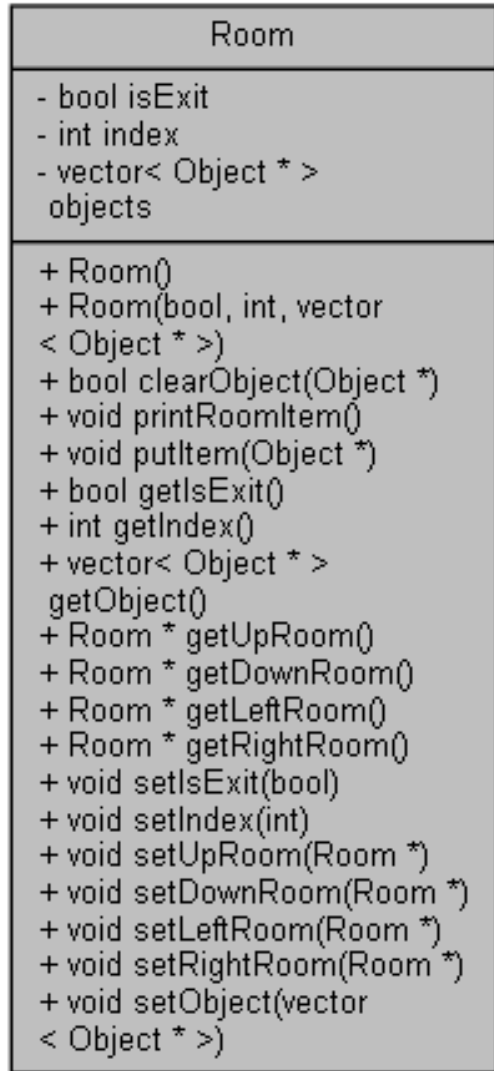 Room
- bool isExit
- int index
- vector< Object * >
objects
+ Room()
+ Room(bool, int, vector
< Object * >)
+ bool clearObject(Object *)
+ void printRoomItem()
+ void putItem(Object *)
+ bool getIsExit()
+ int getIndex()
+ vector< Object * >
getObject()
+ Room * getUpRoom()
+ Room * getDownRoom()
+ Room * getLeftRoom()
+ Room * getRightRoom()
+ void setIsExit(bool)
+ void setIndex(int)
+ void setUpRoom(Room *)
+ void setDownRoom(Room *)
+ void setLeftRoom(Room *)
+ void setRightRoom(Room *)
+ void setObject(vector
< Object * >)